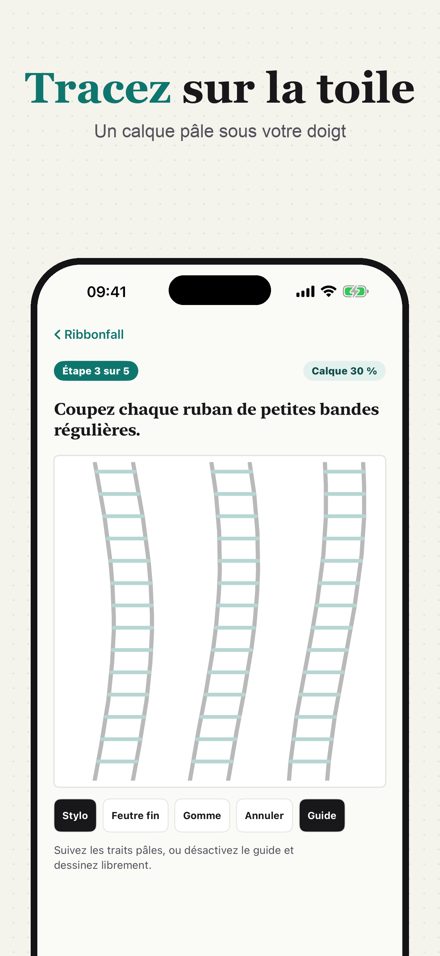 Tracez sur la toile
Un calque pâle sous votre doigt
09:41
Ribbonfall
Étape 3 sur 5
Calque 30 %
Coupez chaque ruban de petites bandes
régulières.
Stylo
Feutre fin
Gomme
Annuler
Guide
Suivez les traits pâles, ou désactivez le guide et
dessinez librement.